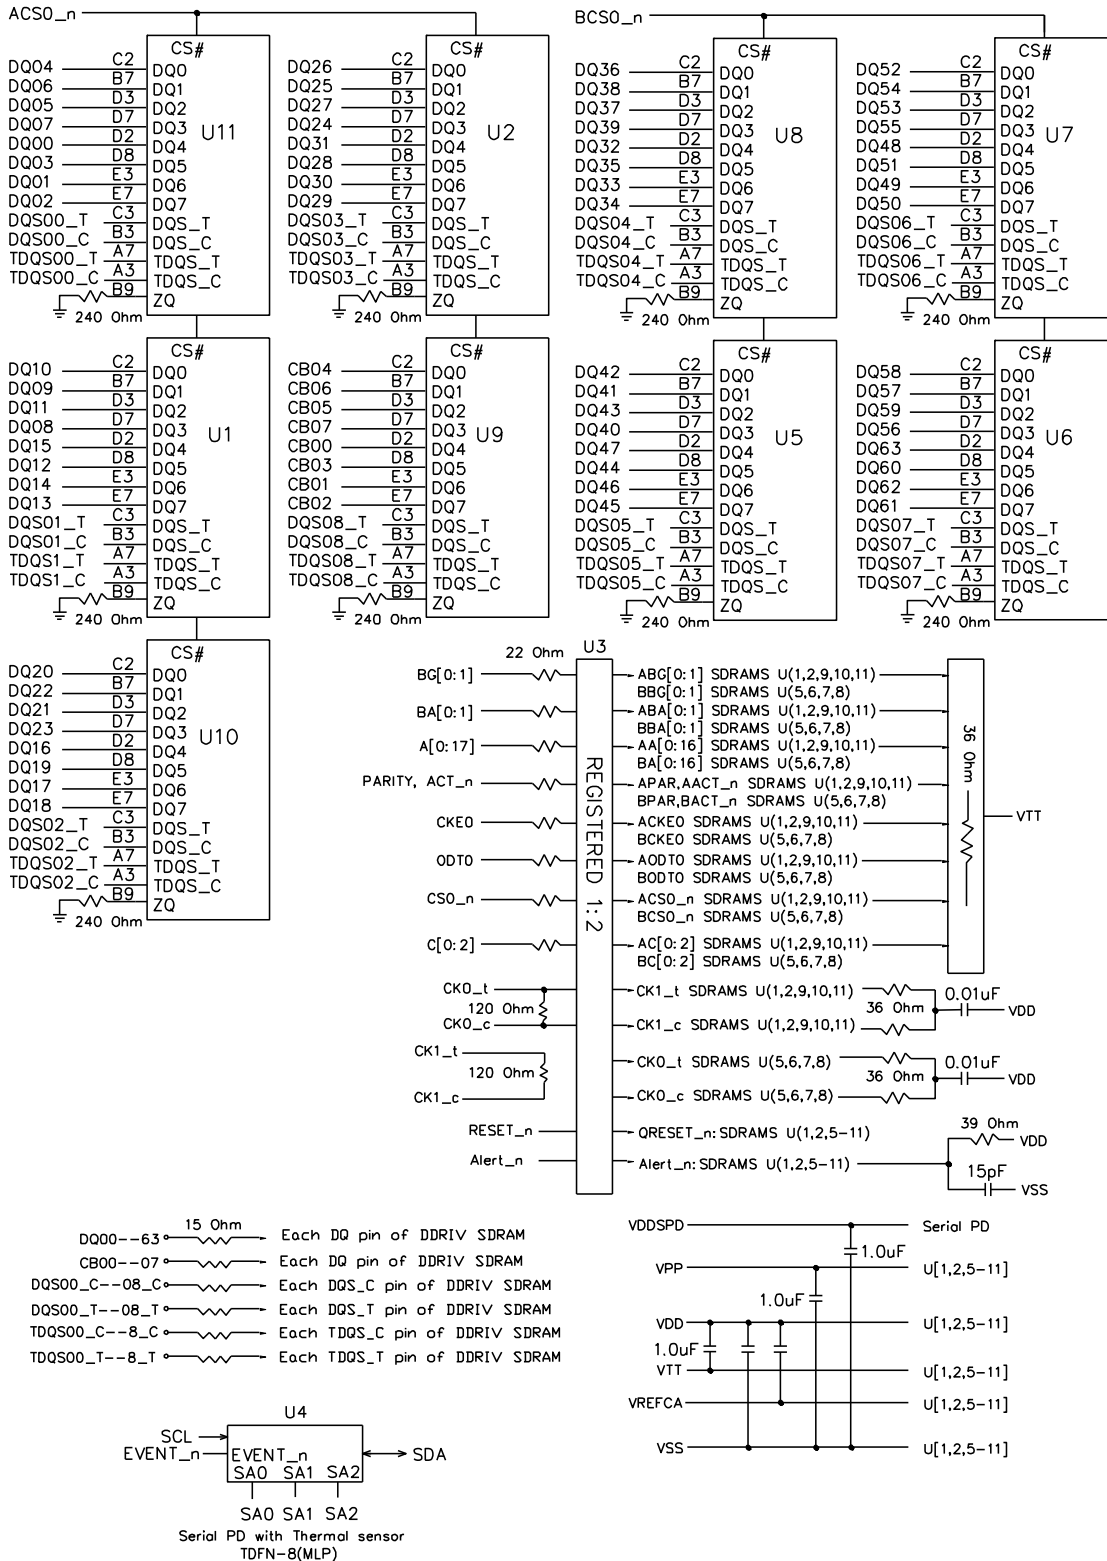 ACS0_n
BCS0_n
CS#
DQ04 C2 DQ0
DQ06 B7 DQ1
DQ05 D3 DQ2
DQ07 D7 DQ3
DQ00 D2 DQ4
DQ03 D8 DQ5
DQ01 E3 DQ6
DQ02 E7 DQ7
DQS00_T C3 DQS_T
DQS00_C B3 DQS_C
TDQS00_T A7 TDQS_T
TDQS00_C A3 TDQS_C
B9 ZQ
240 Ohm
U11
DQ26 C2 DQ0
DQ25 B7 DQ1
DQ27 D3 DQ2
DQ24 D7 DQ3
DQ31 D2 DQ4
DQ28 D8 DQ5
DQ30 E3 DQ6
DQ29 E7 DQ7
DQS03_T C3 DQS_T
DQS03_C B3 DQS_C
TDQS03_T A7 TDQS_T
TDQS03_C A3 TDQS_C
B9 ZQ
240 Ohm
U2
CS#
DQ36 C2 DQ0
DQ38 B7 DQ1
DQ37 D3 DQ2
DQ39 D7 DQ3
DQ32 D2 DQ4
DQ35 D8 DQ5
DQ33 E3 DQ6
DQ34 E7 DQ7
DQS04_T C3 DQS_T
DQS04_C B3 DQS_C
TDQS04_T A7 TDQS_T
TDQS04_C A3 TDQS_C
B9 ZQ
240 Ohm
U8
DQ52 C2 DQ0
DQ54 B7 DQ1
DQ53 D3 DQ2
DQ55 D7 DQ3
DQ48 D2 DQ4
DQ51 D8 DQ5
DQ49 E3 DQ6
DQ50 E7 DQ7
DQS06_T C3 DQS_T
DQS06_C B3 DQS_C
TDQS06_T A7 TDQS_T
TDQS06_C A3 TDQS_C
B9 ZQ
240 Ohm
U7
CS#
DQ10 C2 DQ0
DQ09 B7 DQ1
DQ11 D3 DQ2
DQ08 D7 DQ3
DQ15 D2 DQ4
DQ12 D8 DQ5
DQ14 E3 DQ6
DQ13 E7 DQ7
DQS01_T C3 DQS_T
DQS01_C B3 DQS_C
TDQS1_T A7 TDQS_T
TDQS1_C A3 TDQS_C
B9 ZQ
240 Ohm
U1
CS#
CB04 C2 DQ0
CB06 B7 DQ1
CB05 D3 DQ2
CB07 D7 DQ3
CB00 D2 DQ4
CB03 D8 DQ5
CB01 E3 DQ6
CB02 E7 DQ7
DQS08_T C3 DQS_T
DQS08_C B3 DQS_C
TDQS08_T A7 TDQS_T
TDQS08_C A3 TDQS_C
B9 ZQ
240 Ohm
U9
CS#
DQ42 C2 DQ0
DQ41 B7 DQ1
DQ43 D3 DQ2
DQ40 D7 DQ3
DQ47 D2 DQ4
DQ44 D8 DQ5
DQ46 E3 DQ6
DQ45 E7 DQ7
DQS05_T C3 DQS_T
DQS05_C B3 DQS_C
TDQS05_T A7 TDQS_T
TDQS05_C A3 TDQS_C
B9 ZQ
240 Ohm
U5
CS#
DQ58 C2 DQ0
DQ57 B7 DQ1
DQ59 D3 DQ2
DQ56 D7 DQ3
DQ63 D2 DQ4
DQ60 D8 DQ5
DQ62 E3 DQ6
DQ61 E7 DQ7
DQS07_T C3 DQS_T
DQS07_C B3 DQS_C
TDQS07_T A7 TDQS_T
TDQS07_C A3 TDQS_C
B9 ZQ
240 Ohm
U6
CS#
DQ20 C2 DQ0
DQ22 B7 DQ1
DQ21 D3 DQ2
DQ23 D7 DQ3
DQ16 D2 DQ4
DQ19 D8 DQ5
DQ17 E3 DQ6
DQ18 E7 DQ7
DQS02_T C3 DQS_T
DQS02_C B3 DQS_C
TDQS02_T A7 TDQS_T
TDQS02_C A3 TDQS_C
B9 ZQ
240 Ohm
U10
U3
22 Ohm
REGISTERED 1:2
BG[0:1] ABG[0:1] SDRAMS U(1,2,9,10,11)
BBG[0:1] SDRAMS U(5,6,7,8)
BA[0:1] ABA[0:1] SDRAMS U(1,2,9,10,11)
BBA[0:1] SDRAMS U(5,6,7,8)
A[0:17] AA[0:16] SDRAMS U(1,2,9,10,11)
BA[0:16] SDRAMS U(5,6,7,8)
PARITY, ACT_n APAR,AACT_n SDRAMS U(1,2,9,10,11)
BPAR,BACT_n SDRAMS U(5,6,7,8)
CKE0 ACKE0 SDRAMS U(1,2,9,10,11)
BCKE0 SDRAMS U(5,6,7,8)
ODT0 AODT0 SDRAMS U(1,2,9,10,11)
BODT0 SDRAMS U(5,6,7,8)
CS0_n ACS0_n SDRAMS U(1,2,9,10,11)
BCS0_n SDRAMS U(5,6,7,8)
C[0:2] AC[0:2] SDRAMS U(1,2,9,10,11)
BC[0:2] SDRAMS U(5,6,7,8)
36 Ohm
VTT
CK0_t CK1_t SDRAMS U(1,2,9,10,11)
120 Ohm 36 Ohm 0.01uF VDD
CK0_c CK1_c SDRAMS U(1,2,9,10,11)
CK1_t CK0_t SDRAMS U(5,6,7,8)
120 Ohm 36 Ohm 0.01uF VDD
CK1_c CK0_c SDRAMS U(5,6,7,8)
RESET_n QRESET_n: SDRAMS U(1,2,5-11)
Alert_n Alert_n: SDRAMS U(1,2,5-11)
39 Ohm VDD
15pF VSS
15 Ohm
DQ00--63 Each DQ pin of DDRIV SDRAM
CB00--07 Each DQ pin of DDRIV SDRAM
DQS00_C--08_C Each DQS_C pin of DDRIV SDRAM
DQS00_T--08_T Each DQS_T pin of DDRIV SDRAM
TDQS00_C--8_C Each TDQS_C pin of DDRIV SDRAM
TDQS00_T--8_T Each TDQS_T pin of DDRIV SDRAM
VDDSPD Serial PD
1.0uF
VPP U[1,2,5-11]
1.0uF
VDD U[1,2,5-11]
1.0uF
VTT U[1,2,5-11]
VREFCA U[1,2,5-11]
VSS U[1,2,5-11]
U4
SCL
EVENT_n EVENT_n SDA
SA0 SA1 SA2
SA0 SA1 SA2
Serial PD with Thermal sensor
TDFN-8(MLP)